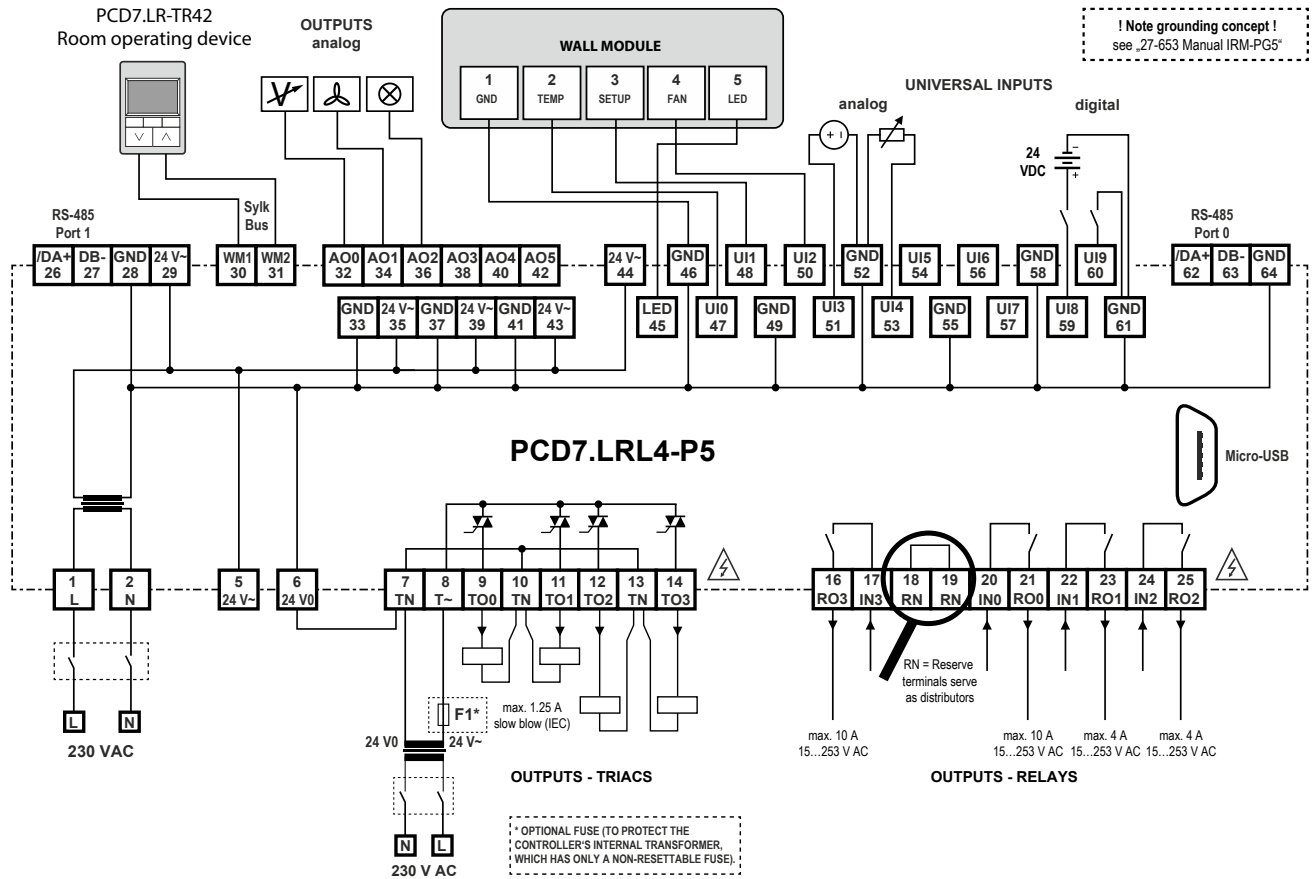 PCD7.LR-TR42
Room operating device
OUTPUTS
analog
WALL MODULE
1 2 3 4 5
GND TEMP SETUP FAN LED
! Note grounding concept !
see „27-653 Manual IRM-PG5“
UNIVERSAL INPUTS
analog
digital
+ -
24
VDC
−
+
RS-485
Port 1
Sylk
Bus
RS-485
Port 0
/DA+ DB- GND 24 V~
26 27 28 29
WM1 WM2
30 31
AO0 AO1 AO2 AO3 AO4 AO5
32 34 36 38 40 42
24 V~
44
GND
46
UI1
48
UI2
50
GND
52
UI5
54
UI6
56
GND
58
UI9
60
/DA+ DB- GND
62 63 64
GND 24 V~ GND 24 V~ GND 24 V~
33 35 37 39 41 43
LED
45
UI0
47
GND
49
UI3
51
UI4
53
GND
55
UI7
57
UI8
59
GND
61
PCD7.LRL4-P5
Micro-USB
1
L
2
N
5
24 V~
6
24 V0
7 8 9 10 11 12 13 14
TN T~ TO0 TN TO1 TO2 TN TO3
16 17 18 19 20 21 22 23 24 25
RO3 IN3 RN RN IN0 RO0 IN1 RO1 IN2 RO2
L N
230 VAC
F1*
max. 1.25 A
slow blow (IEC)
24 V0 24 V~
N L
230 V AC
OUTPUTS - TRIACS
* OPTIONAL FUSE (TO PROTECT THE
CONTROLLER'S INTERNAL TRANSFORMER,
WHICH HAS ONLY A NON-RESETTABLE FUSE).
RN = Reserve
terminals serve
as distributors
max. 10 A
15...253 V AC
max. 10 A
15...253 V AC
max. 4 A
15...253 V AC
max. 4 A
15...253 V AC
OUTPUTS - RELAYS